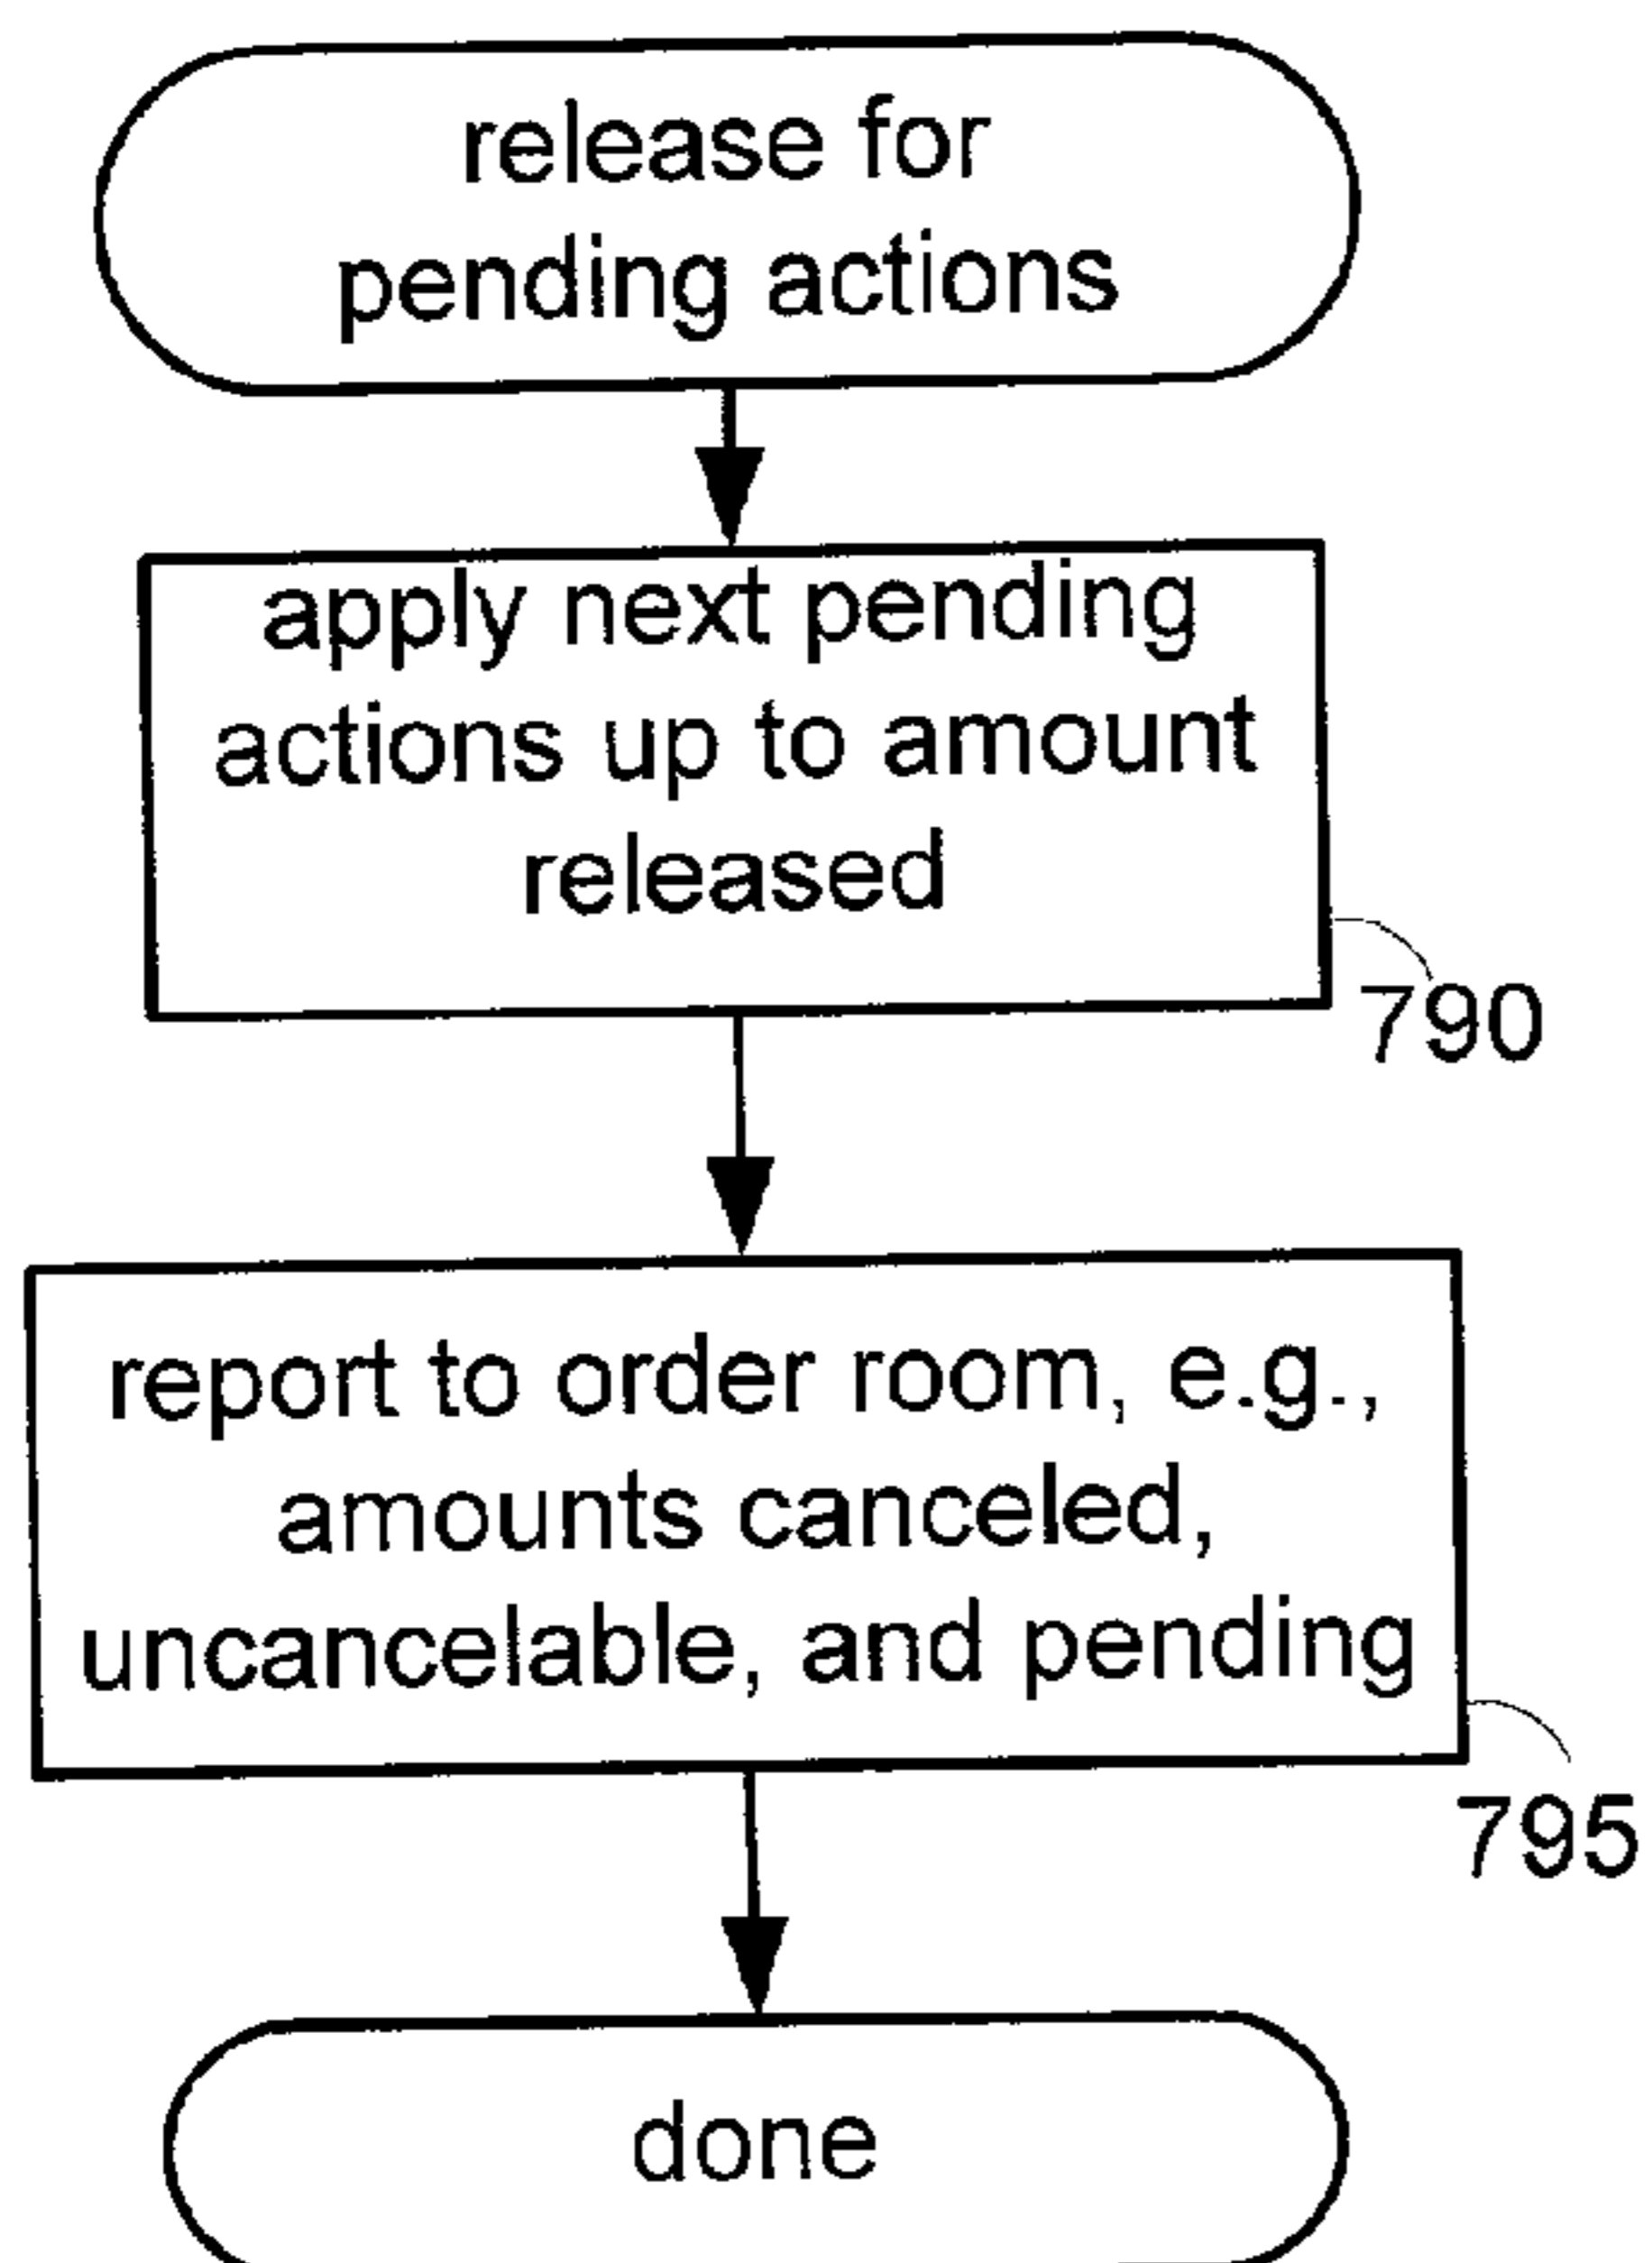 release for
pending actions
apply next pending
actions up to amount
released
790
report to order room, e.g.,
amounts canceled,
uncancelable, and pending
795
done